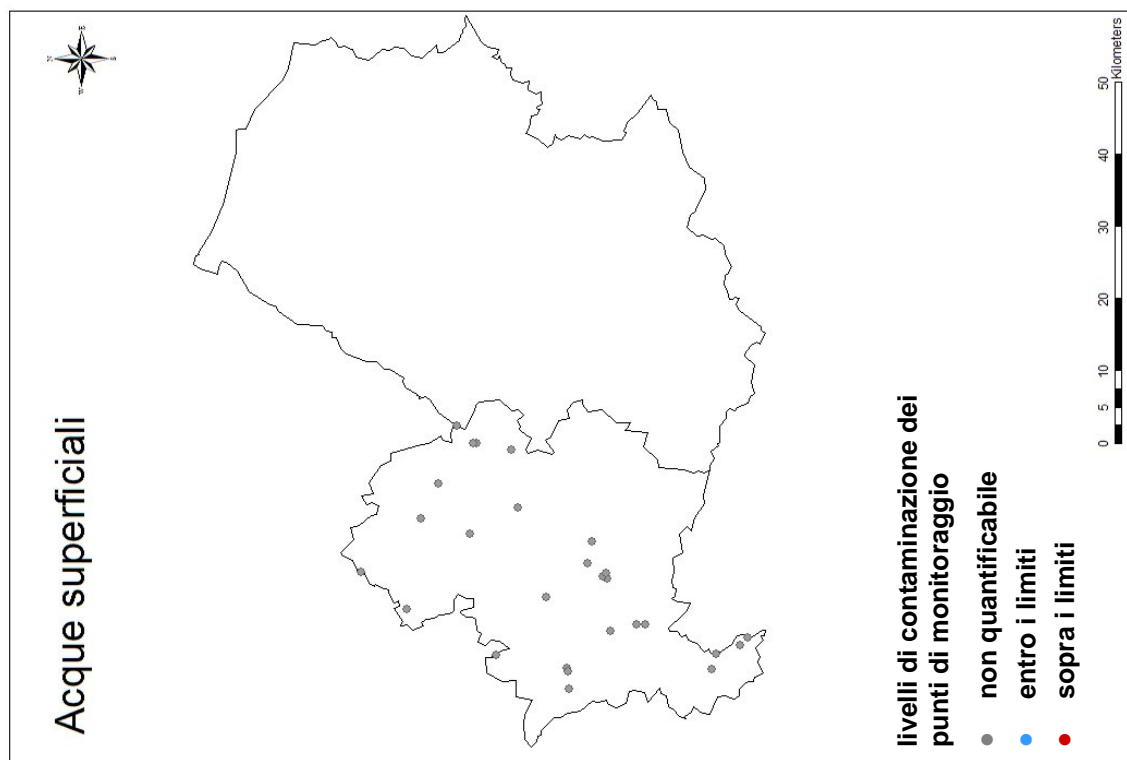 Acque superficiali
N
W
E
S
livelli di contaminazione dei
punti di monitoraggio
non quantificabile
entro i limiti
sopra i limiti
0 5 10 20 30 40 50
Kilometers